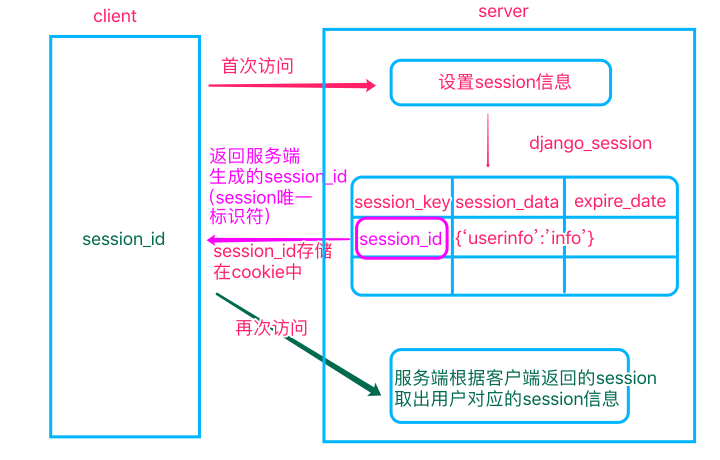 client
server
首次访问
设置session信息
django_session
返回服务端
生成的session_id
(session唯一
标识符)
session_key session_data expire_date
session_id {‘userinfo’:’info’}
session_id
session_id存储
在cookie中
再次访问
服务端根据客户端返回的session
取出用户对应的session信息